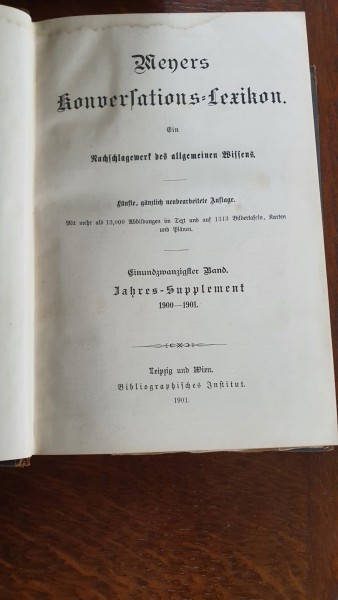 Meyers
Konversations-Lexikon.
Ein
Nachschlagewerk des allgemeinen Wissens.
Fünfte, gänzlich neubearbeitete Auflage.
Mit mehr als 13,000 Abbildungen im Text und auf 1313 Bildertafeln, Karten
und Plänen.
Einundzwanzigster Band.
Jahres-Supplement
1900—1901.
Leipzig und Wien.
Bibliographisches Institut.
1901.